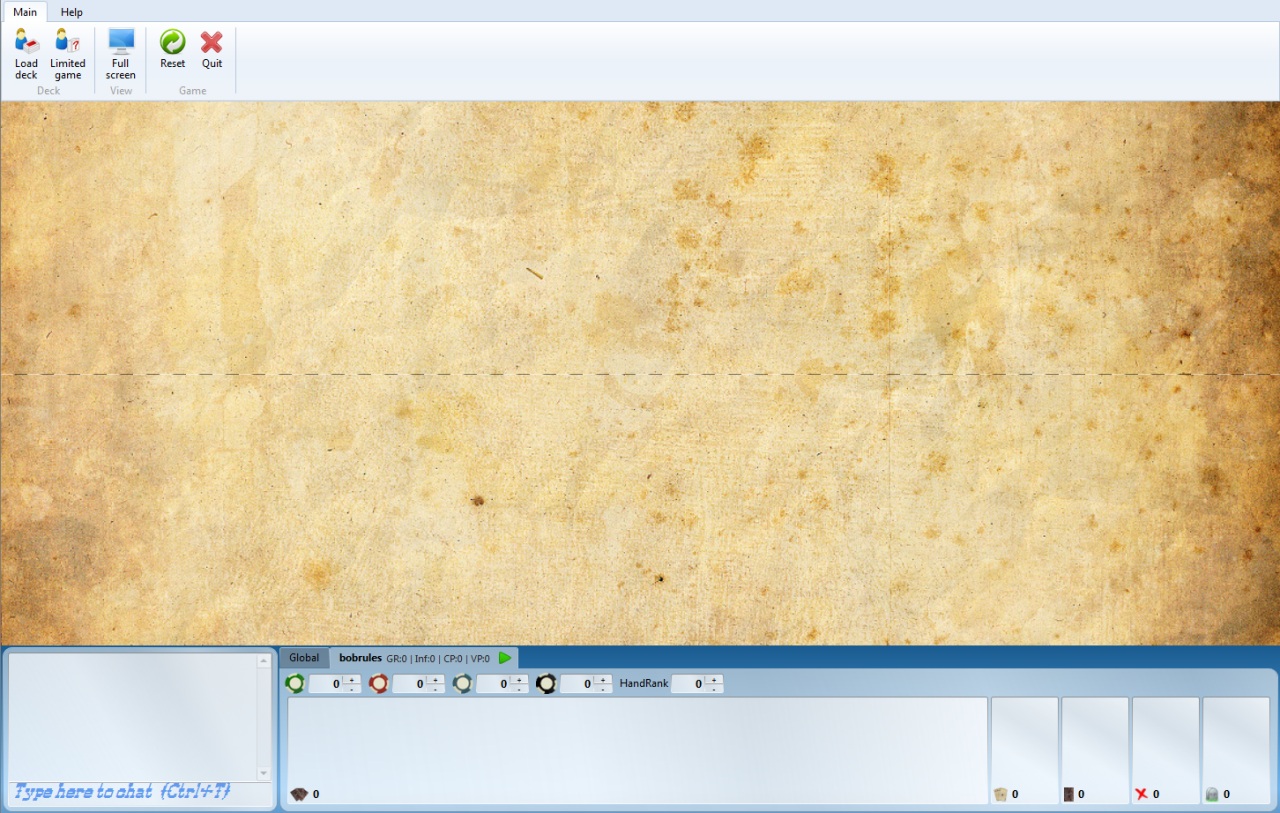 Main Help
Load deck
Limited game
Full screen
Reset
Quit
Deck
View
Game
Global
bobrules GR:0 | Inf:0 | CP:0 | VP:0
0 0 0 0 HandRank 0
Type here to chat (Ctrl+T)
0 0 0 0 0